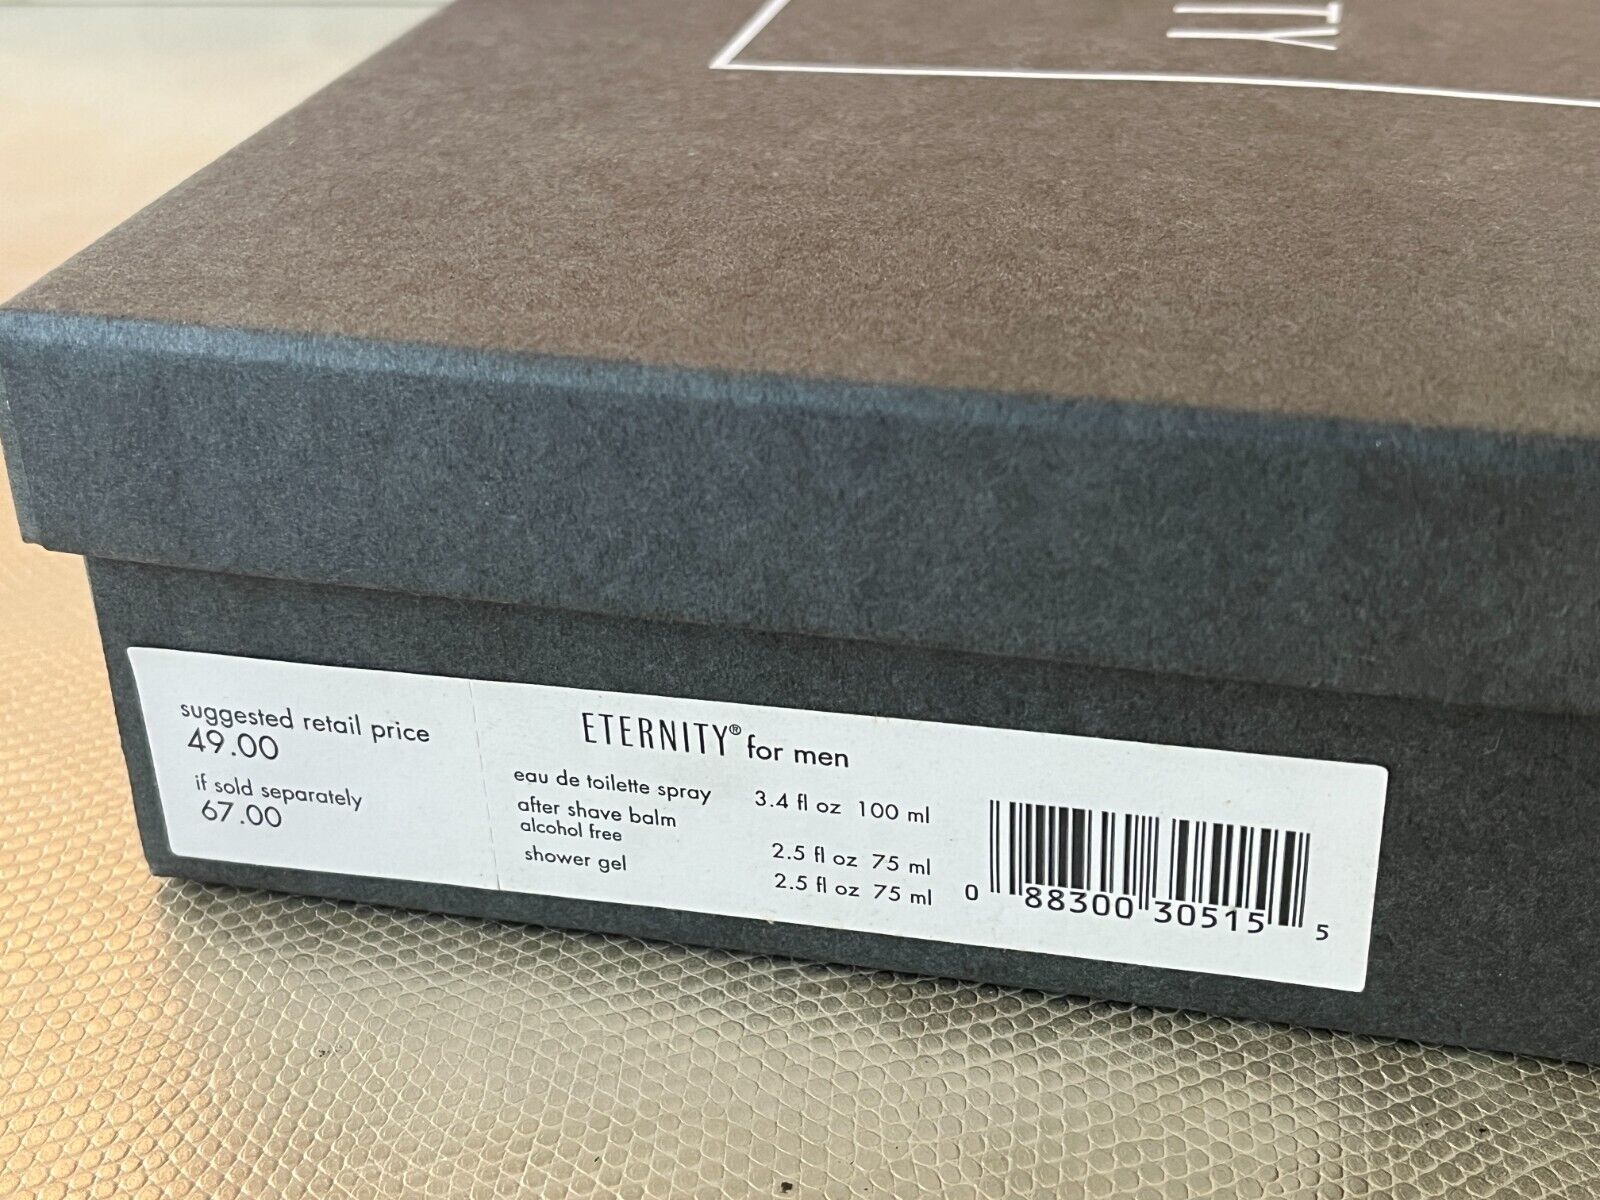 ITY
suggested retail price
49.00
if sold separately
67.00
ETERNITY® for men
eau de toilette spray 3.4 fl oz 100 ml
after shave balm
alcohol free 2.5 fl oz 75 ml
shower gel 2.5 fl oz 75 ml
0 88300 30515 5